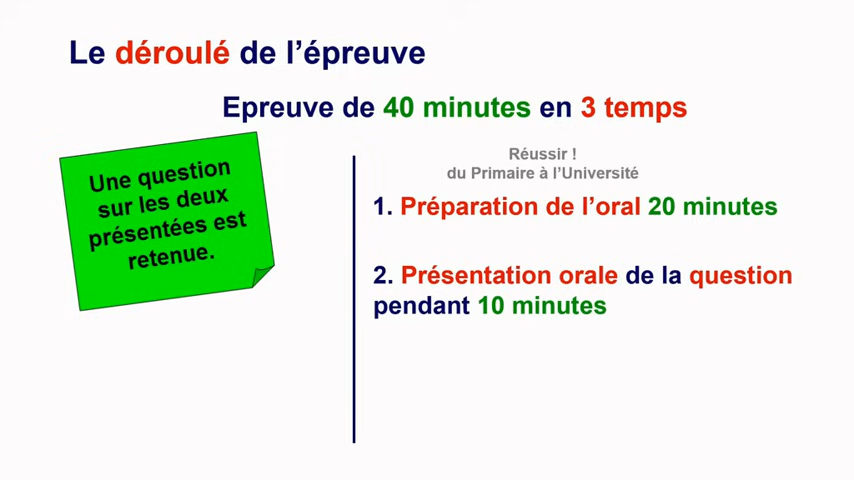 Le déroulé de l’épreuve
Epreuve de 40 minutes en 3 temps
Une question
sur les deux
présentées est
retenue.
Réussir !
du Primaire à l’Université
1. Préparation de l’oral 20 minutes
2. Présentation orale de la question
pendant 10 minutes